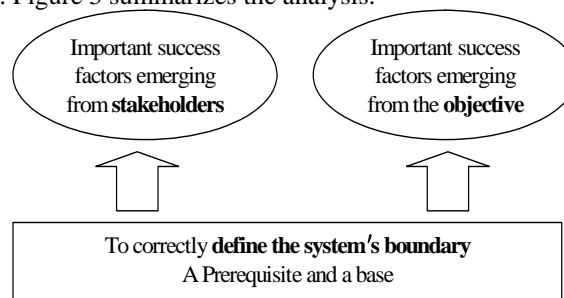 . Figure 3 summarizes the analysis.
Important success
factors emerging
from stakeholders
Important success
factors emerging
from the objective
To correctly define the system's boundary
A Prerequisite and a base